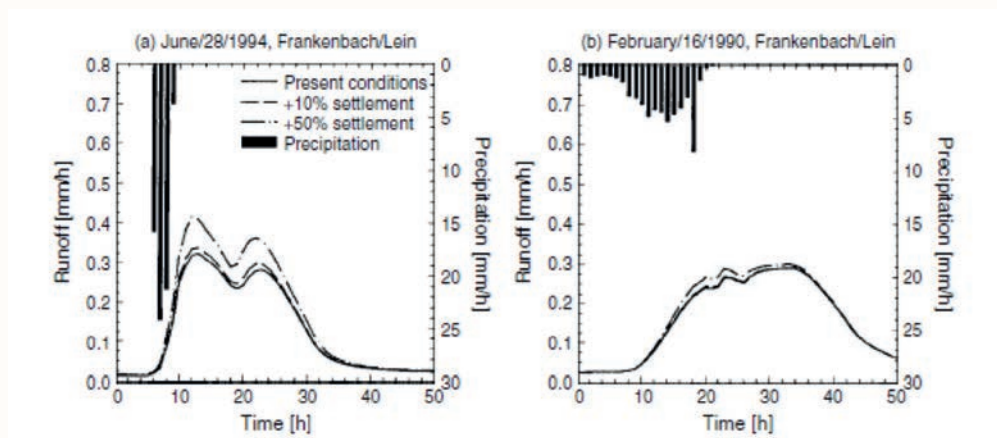 (a) June/28/1994, Frankenbach/Lein
0.8
0.7
0.6
0.5
0.4
0.3
0.2
0.1
0.0
Runoff [mm/h]
Present conditions
+10% settlement
+50% settlement
Precipitation
0
5
10
15
20
25
30
Precipitation [mm/h]
0 10 20 30 40 50
Time [h]
(b) February/16/1990, Frankenbach/Lein
0.8
0.7
0.6
0.5
0.4
0.3
0.2
0.1
0.0
Runoff [mm/h]
0
5
10
15
20
25
30
Precipitation [mm/h]
0 10 20 30 40 50
Time [h]